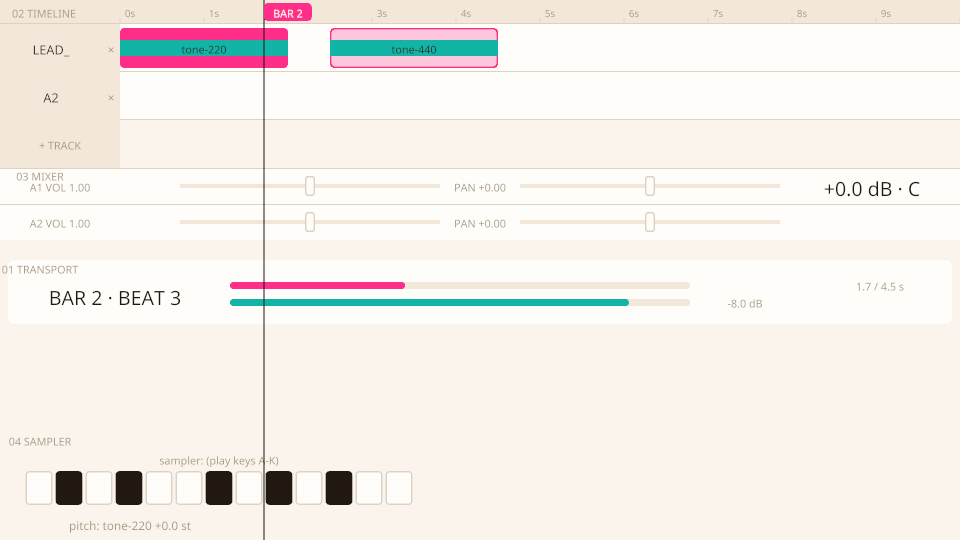 02 TIMELINE 0s 1s BAR 2 3s 4s 5s 6s 7s 8s 9s
LEAD_ × tone-220 tone-440
A2 ×
+ TRACK
03 MIXER
A1 VOL 1.00 PAN +0.00 +0.0 dB · C
A2 VOL 1.00 PAN +0.00
01 TRANSPORT
BAR 2 · BEAT 3 1.7 / 4.5 s
-8.0 dB
04 SAMPLER
sampler: (play keys A-K)
pitch: tone-220 +0.0 st